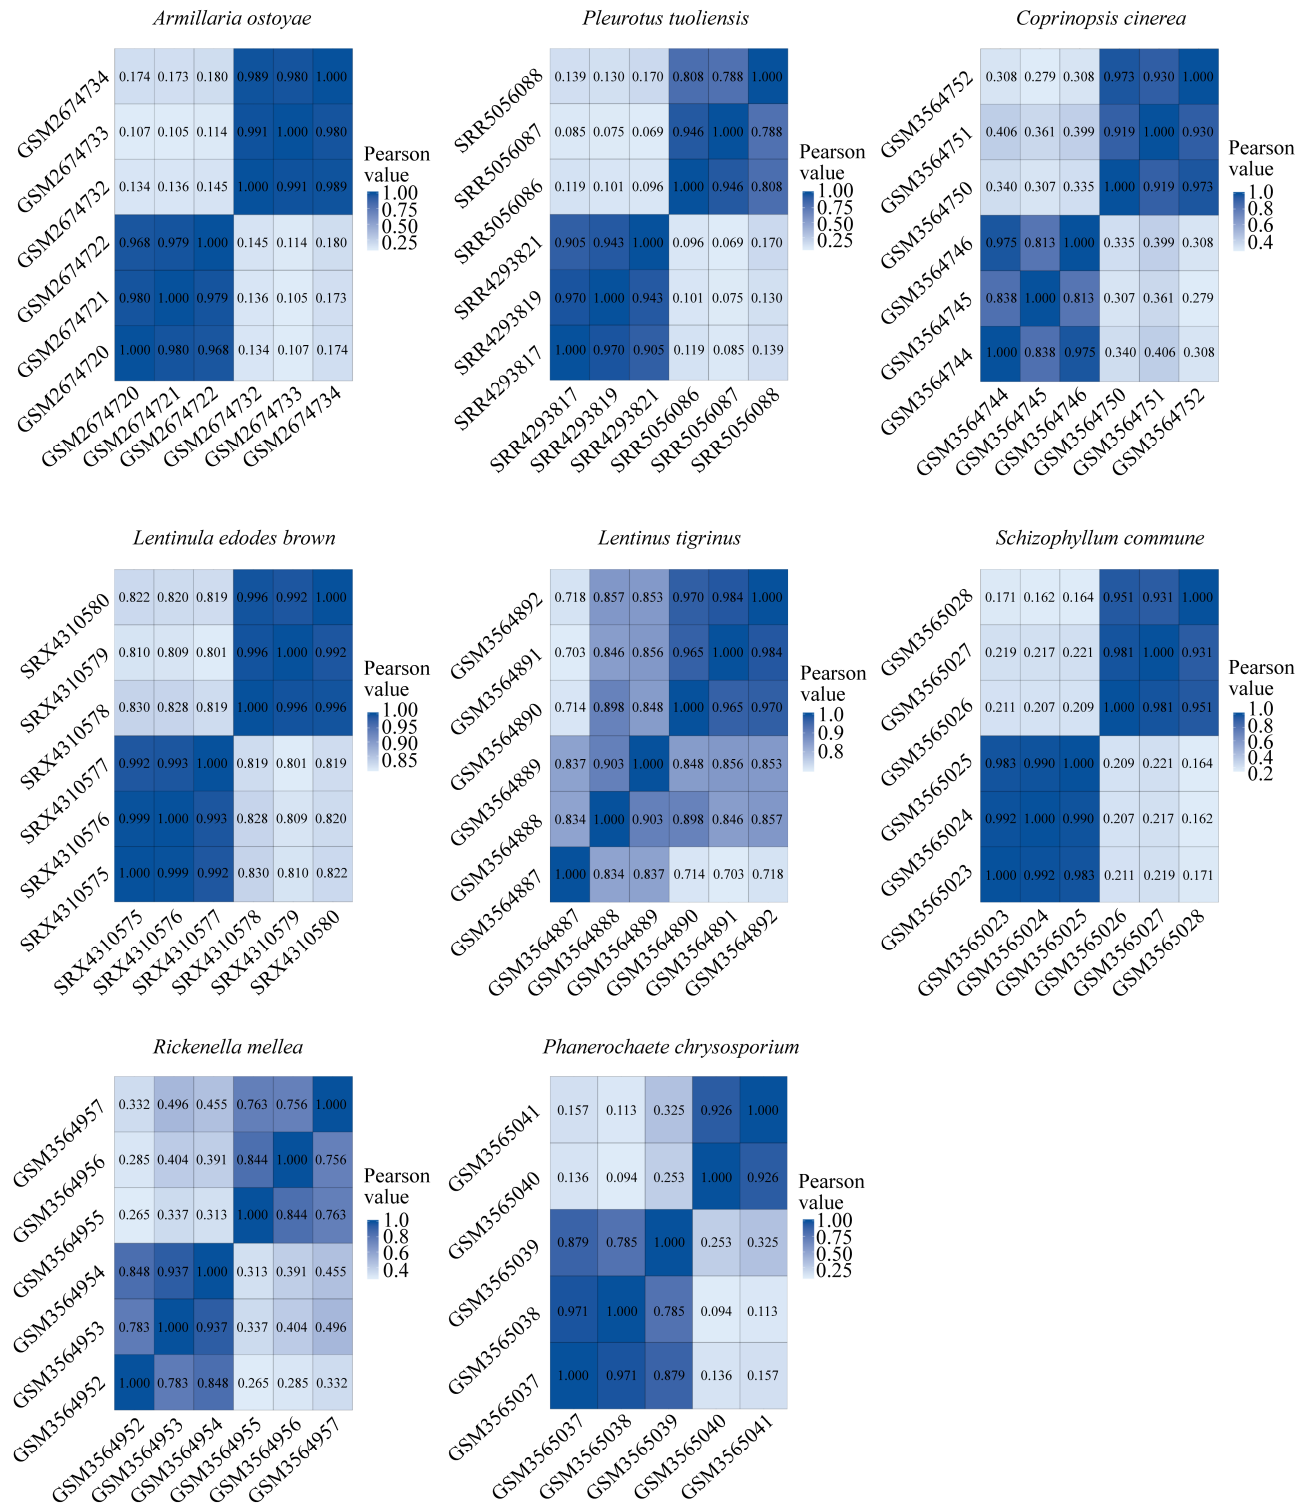 Armillaria ostoyae
GSM2674734 0.174 0.173 0.180 0.989 0.980 1.000
GSM2674733 0.107 0.105 0.114 0.991 1.000 0.980
GSM2674732 0.134 0.136 0.145 1.000 0.991 0.989
GSM2674722 0.968 0.979 1.000 0.145 0.114 0.180
GSM2674721 0.980 1.000 0.979 0.136 0.105 0.173
GSM2674720 1.000 0.980 0.968 0.134 0.107 0.174
GSM2674720 GSM2674721 GSM2674722 GSM2674732 GSM2674733 GSM2674734
Pearson
value
1.00
0.75
0.50
0.25
Pleurotus tuoliensis
SRR5056088 0.139 0.130 0.170 0.808 0.788 1.000
SRR5056087 0.085 0.075 0.069 0.946 1.000 0.788
SRR5056086 0.119 0.101 0.096 1.000 0.946 0.808
SRR4293821 0.905 0.943 1.000 0.096 0.069 0.170
SRR4293819 0.970 1.000 0.943 0.101 0.075 0.130
SRR4293817 1.000 0.970 0.905 0.119 0.085 0.139
SRR4293817 SRR4293819 SRR4293821 SRR5056086 SRR5056087 SRR5056088
Pearson
value
1.00
0.75
0.50
0.25
Coprinopsis cinerea
GSM3564752 0.308 0.279 0.308 0.973 0.930 1.000
GSM3564751 0.406 0.361 0.399 0.919 1.000 0.930
GSM3564750 0.340 0.307 0.335 1.000 0.919 0.973
GSM3564746 0.975 0.813 1.000 0.335 0.399 0.308
GSM3564745 0.838 1.000 0.813 0.307 0.361 0.279
GSM3564744 1.000 0.838 0.975 0.340 0.406 0.308
GSM3564744 GSM3564745 GSM3564746 GSM3564750 GSM3564751 GSM3564752
Pearson
value
1.0
0.8
0.6
0.4
Lentinula edodes brown
SRX4310580 0.822 0.820 0.819 0.996 0.992 1.000
SRX4310579 0.810 0.809 0.801 0.996 1.000 0.992
SRX4310578 0.830 0.828 0.819 1.000 0.996 0.996
SRX4310577 0.992 0.993 1.000 0.819 0.801 0.819
SRX4310576 0.999 1.000 0.993 0.828 0.809 0.820
SRX4310575 1.000 0.999 0.992 0.830 0.810 0.822
SRX4310575 SRX4310576 SRX4310577 SRX4310578 SRX4310579 SRX4310580
Pearson
value
1.00
0.95
0.90
0.85
Lentinus tigrinus
GSM3564892 0.718 0.857 0.853 0.970 0.984 1.000
GSM3564891 0.703 0.846 0.856 0.965 1.000 0.984
GSM3564890 0.714 0.898 0.848 1.000 0.965 0.970
GSM3564889 0.837 0.903 1.000 0.848 0.856 0.853
GSM3564888 0.834 1.000 0.903 0.898 0.846 0.857
GSM3564887 1.000 0.834 0.837 0.714 0.703 0.718
GSM3564887 GSM3564888 GSM3564889 GSM3564890 GSM3564891 GSM3564892
Pearson
value
1.0
0.9
0.8
Schizophyllum commune
GSM3565028 0.171 0.162 0.164 0.951 0.931 1.000
GSM3565027 0.219 0.217 0.221 0.981 1.000 0.931
GSM3565026 0.211 0.207 0.209 1.000 0.981 0.951
GSM3565025 0.983 0.990 1.000 0.209 0.221 0.164
GSM3565024 0.992 1.000 0.990 0.207 0.217 0.162
GSM3565023 1.000 0.992 0.983 0.211 0.219 0.171
GSM3565023 GSM3565024 GSM3565025 GSM3565026 GSM3565027 GSM3565028
Pearson
value
1.0
0.8
0.6
0.4
0.2
Rickenella mellea
GSM3564957 0.332 0.496 0.455 0.763 0.756 1.000
GSM3564956 0.285 0.404 0.391 0.844 1.000 0.756
GSM3564955 0.265 0.337 0.313 1.000 0.844 0.763
GSM3564954 0.848 0.937 1.000 0.313 0.391 0.455
GSM3564953 0.783 1.000 0.937 0.337 0.404 0.496
GSM3564952 1.000 0.783 0.848 0.265 0.285 0.332
GSM3564952 GSM3564953 GSM3564954 GSM3564955 GSM3564956 GSM3564957
Pearson
value
1.0
0.8
0.6
0.4
Phanerochaete chrysosporium
GSM3565041 0.157 0.113 0.325 0.926 1.000
GSM3565040 0.136 0.094 0.253 1.000 0.926
GSM3565039 0.879 0.785 1.000 0.253 0.325
GSM3565038 0.971 1.000 0.785 0.094 0.113
GSM3565037 1.000 0.971 0.879 0.136 0.157
GSM3565037 GSM3565038 GSM3565039 GSM3565040 GSM3565041
Pearson
value
1.00
0.75
0.50
0.25